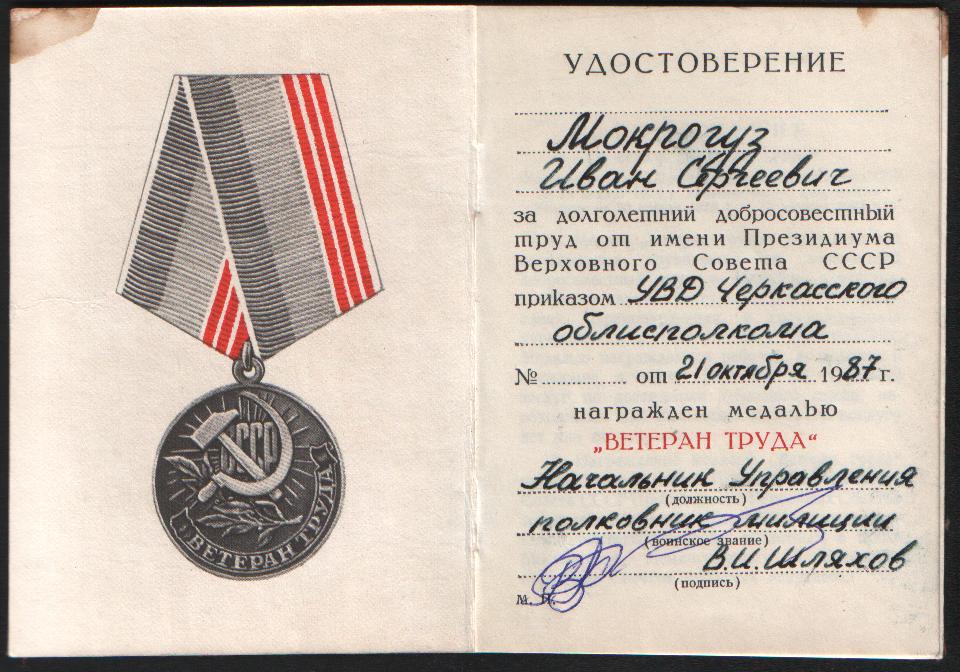 СССР
ВЕТЕРАН ТРУДА
УДОСТОВЕРЕНИЕ
Мокрогуз
Иван Сергеевич
за долголетний добросовестный
труд от имени Президиума
Верховного Совета СССР
приказом УВД Черкасского
облисполкома
№ от 21 октября 1987 г.
награжден медалью
„ВЕТЕРАН ТРУДА“
Начальник Управления
(должность)
полковник милиции
(воинское звание)
В.И. Шляхов
(подпись)
М. П.